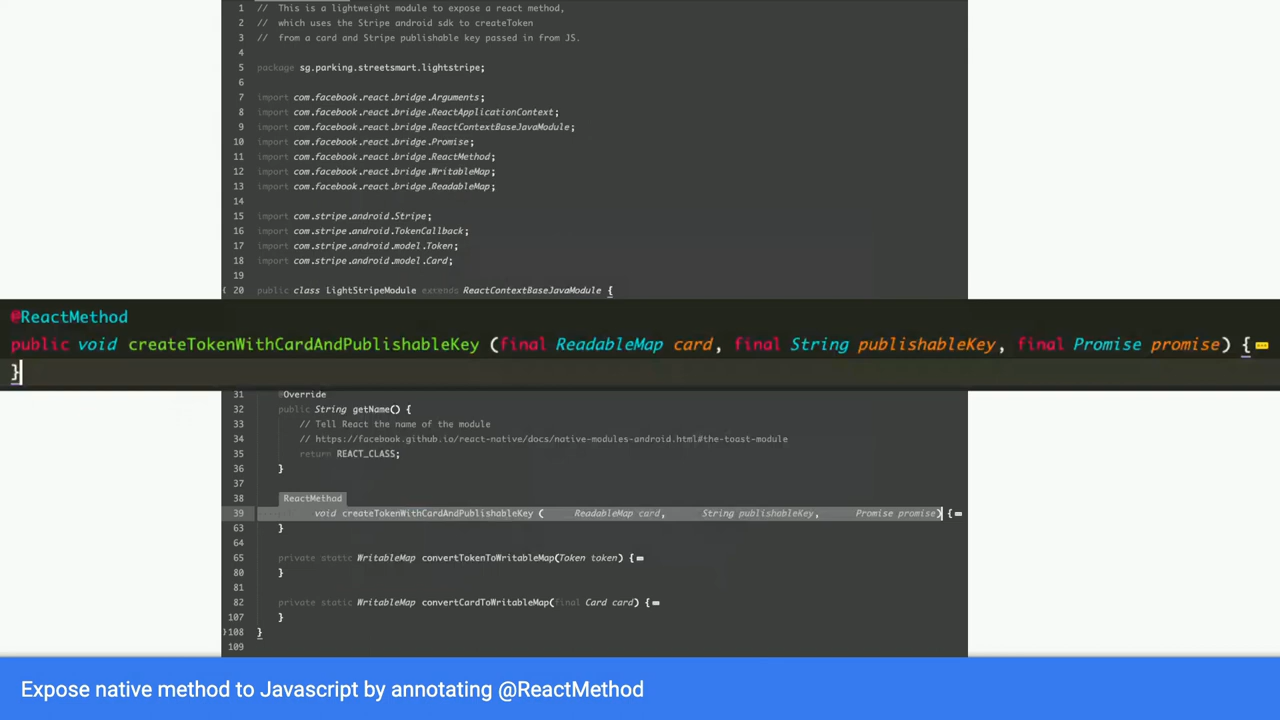 1 // This is a lightweight module to expose a react method,
2 // which uses the Stripe android sdk to createToken
3 // from a card and Stripe publishable key passed in from JS.
4
5 package sg.parking.streetsmart.lightstripe;
6
7 import com.facebook.react.bridge.Arguments;
8 import com.facebook.react.bridge.ReactApplicationContext;
9 import com.facebook.react.bridge.ReactContextBaseJavaModule;
10 import com.facebook.react.bridge.Promise;
11 import com.facebook.react.bridge.ReactMethod;
12 import com.facebook.react.bridge.WritableMap;
13 import com.facebook.react.bridge.ReadableMap;
14
15 import com.stripe.android.Stripe;
16 import com.stripe.android.TokenCallback;
17 import com.stripe.android.model.Token;
18 import com.stripe.android.model.Card;
19
20 public class LightStripeModule extends ReactContextBaseJavaModule {
@ReactMethod
public void createTokenWithCardAndPublishableKey (final ReadableMap card, final String publishableKey, final Promise promise) {
}
31 @Override
32 public String getName() {
33 // Tell React the name of the module
34 // https://facebook.github.io/react-native/docs/native-modules-android.html#the-toast-module
35 return REACT_CLASS;
36 }
37
38 ReactMethod
39 void createTokenWithCardAndPublishableKey ( ReadableMap card, String publishableKey, Promise promise) {
63 }
64
65 private static WritableMap convertTokenToWritableMap(Token token) {
80 }
81
82 private static WritableMap convertCardToWritableMap(final Card card) {
107 }
108 }
109
Expose native method to Javascript by annotating @ReactMethod